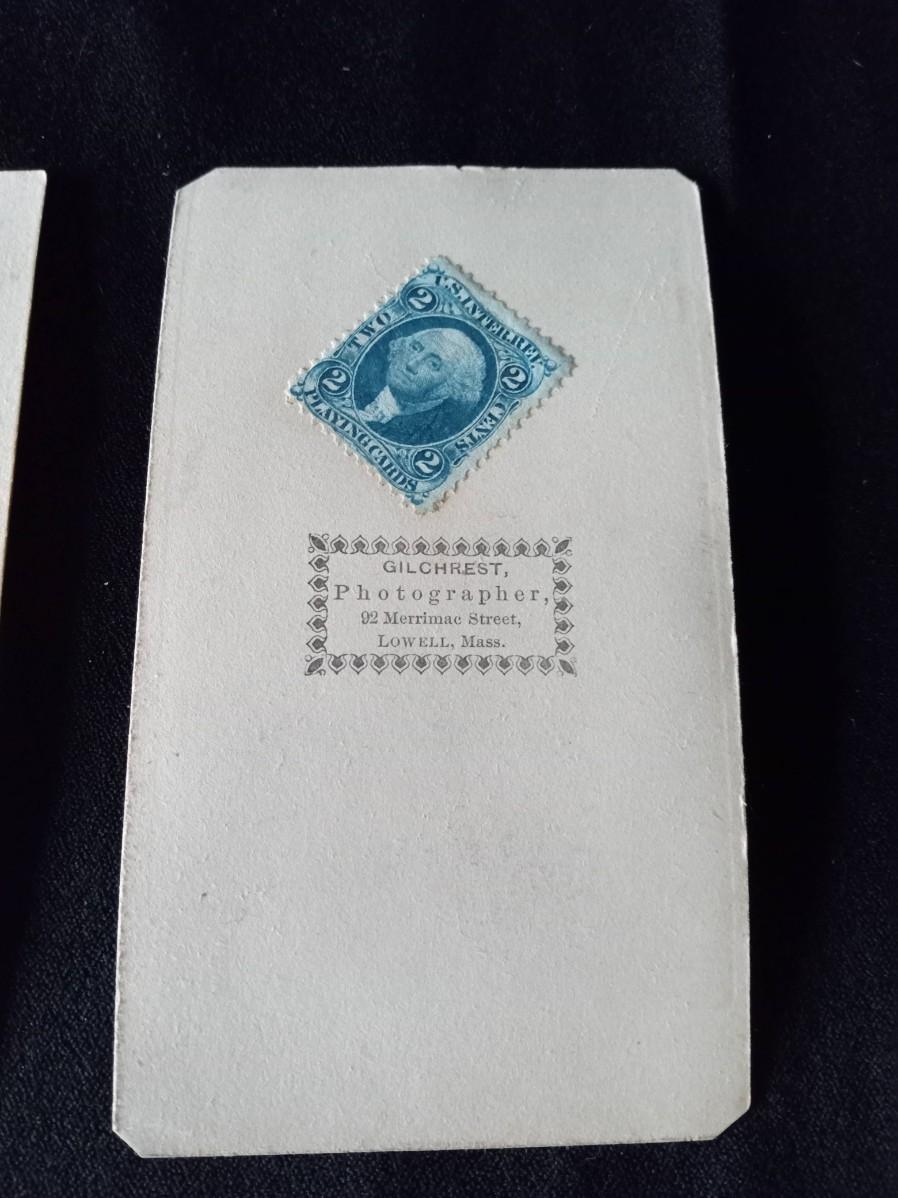 U.S. INTER. REV.
2 TWO 2
PLAYING CARDS
2 CENTS 2
GILCHREST,
Photographer,
92 Merrimac Street,
LOWELL, Mass.